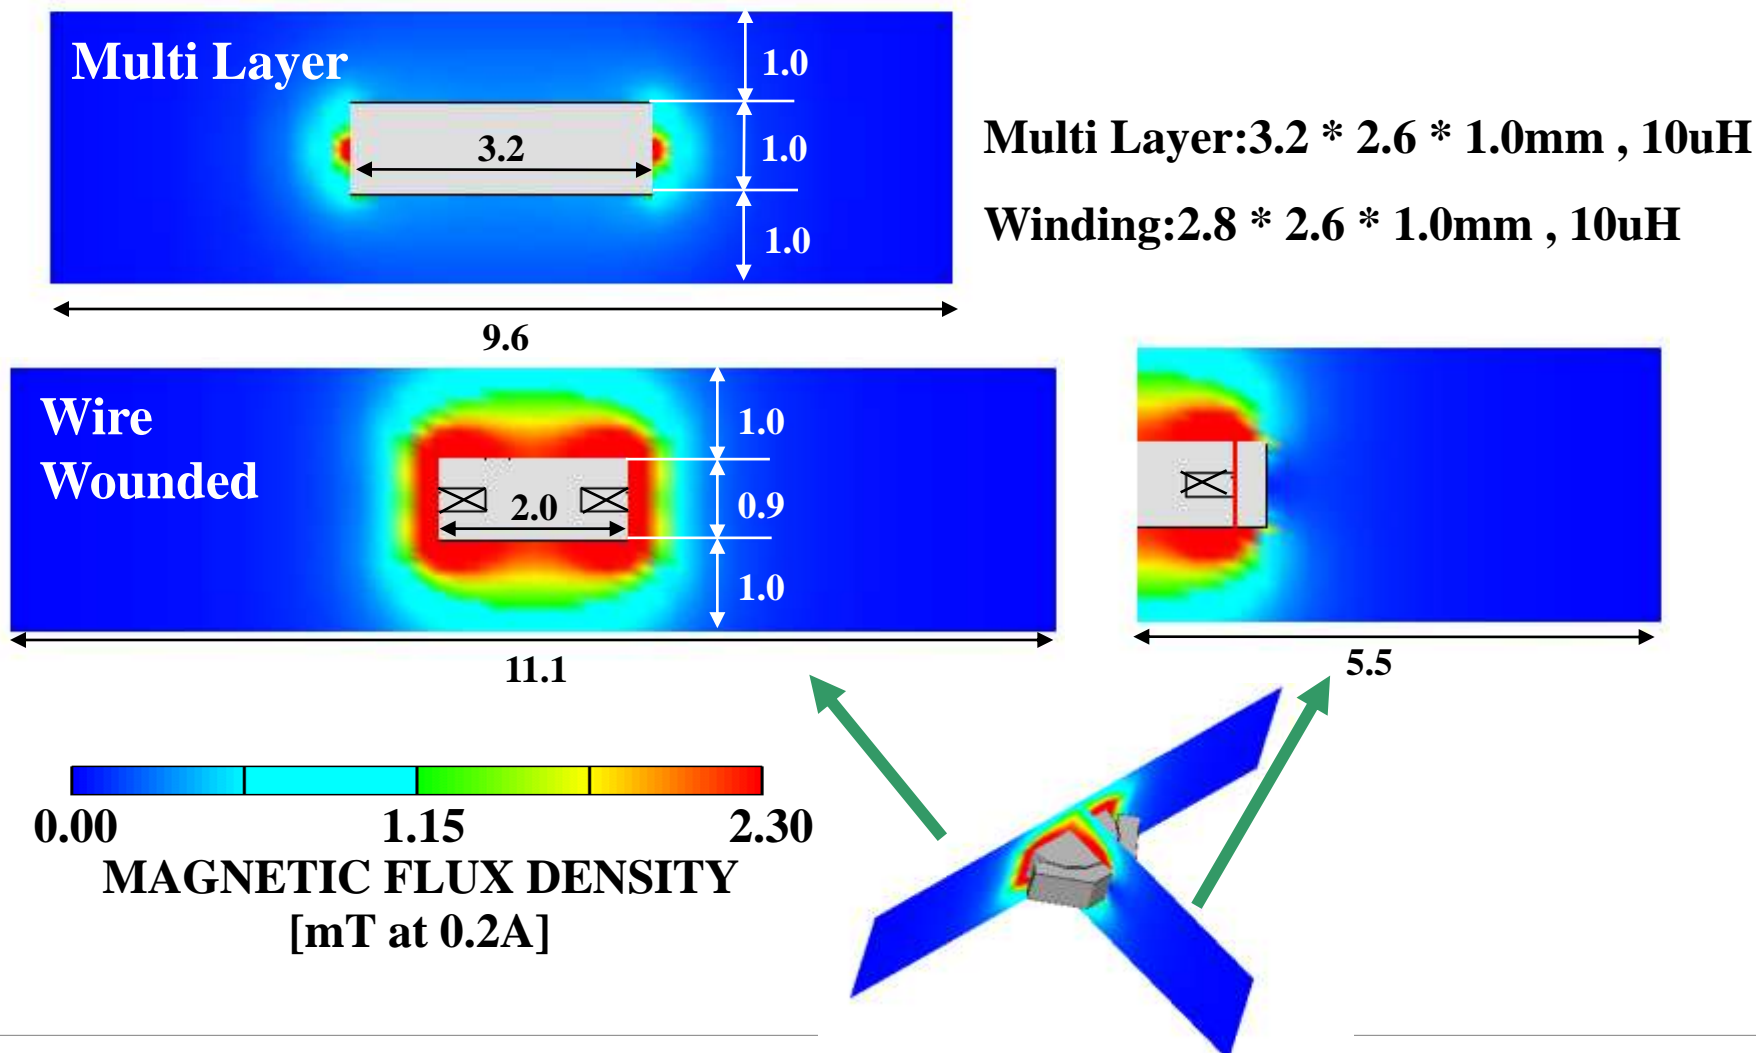 Multi Layer
1.0
3.2
1.0
1.0
9.6
Multi Layer:3.2 * 2.6 * 1.0mm , 10uH
Winding:2.8 * 2.6 * 1.0mm , 10uH
Wire
Wounded
1.0
2.0
0.9
1.0
11.1
5.5
0.00 1.15 2.30
MAGNETIC FLUX DENSITY
[mT at 0.2A]